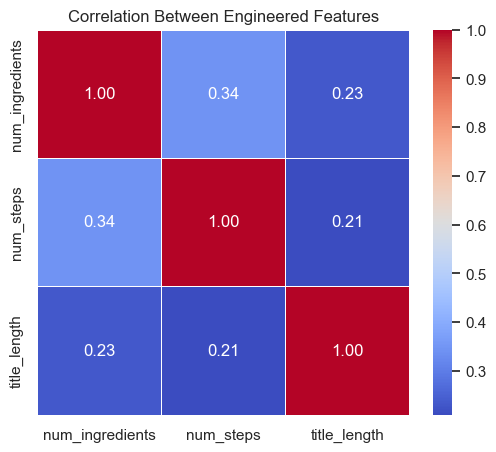 Correlation Between Engineered Features
num_ingredients
1.00
0.34
0.23
num_steps
0.34
1.00
0.21
title_length
0.23
0.21
1.00
num_ingredients
num_steps
title_length
1.0
0.9
0.8
0.7
0.6
0.5
0.4
0.3